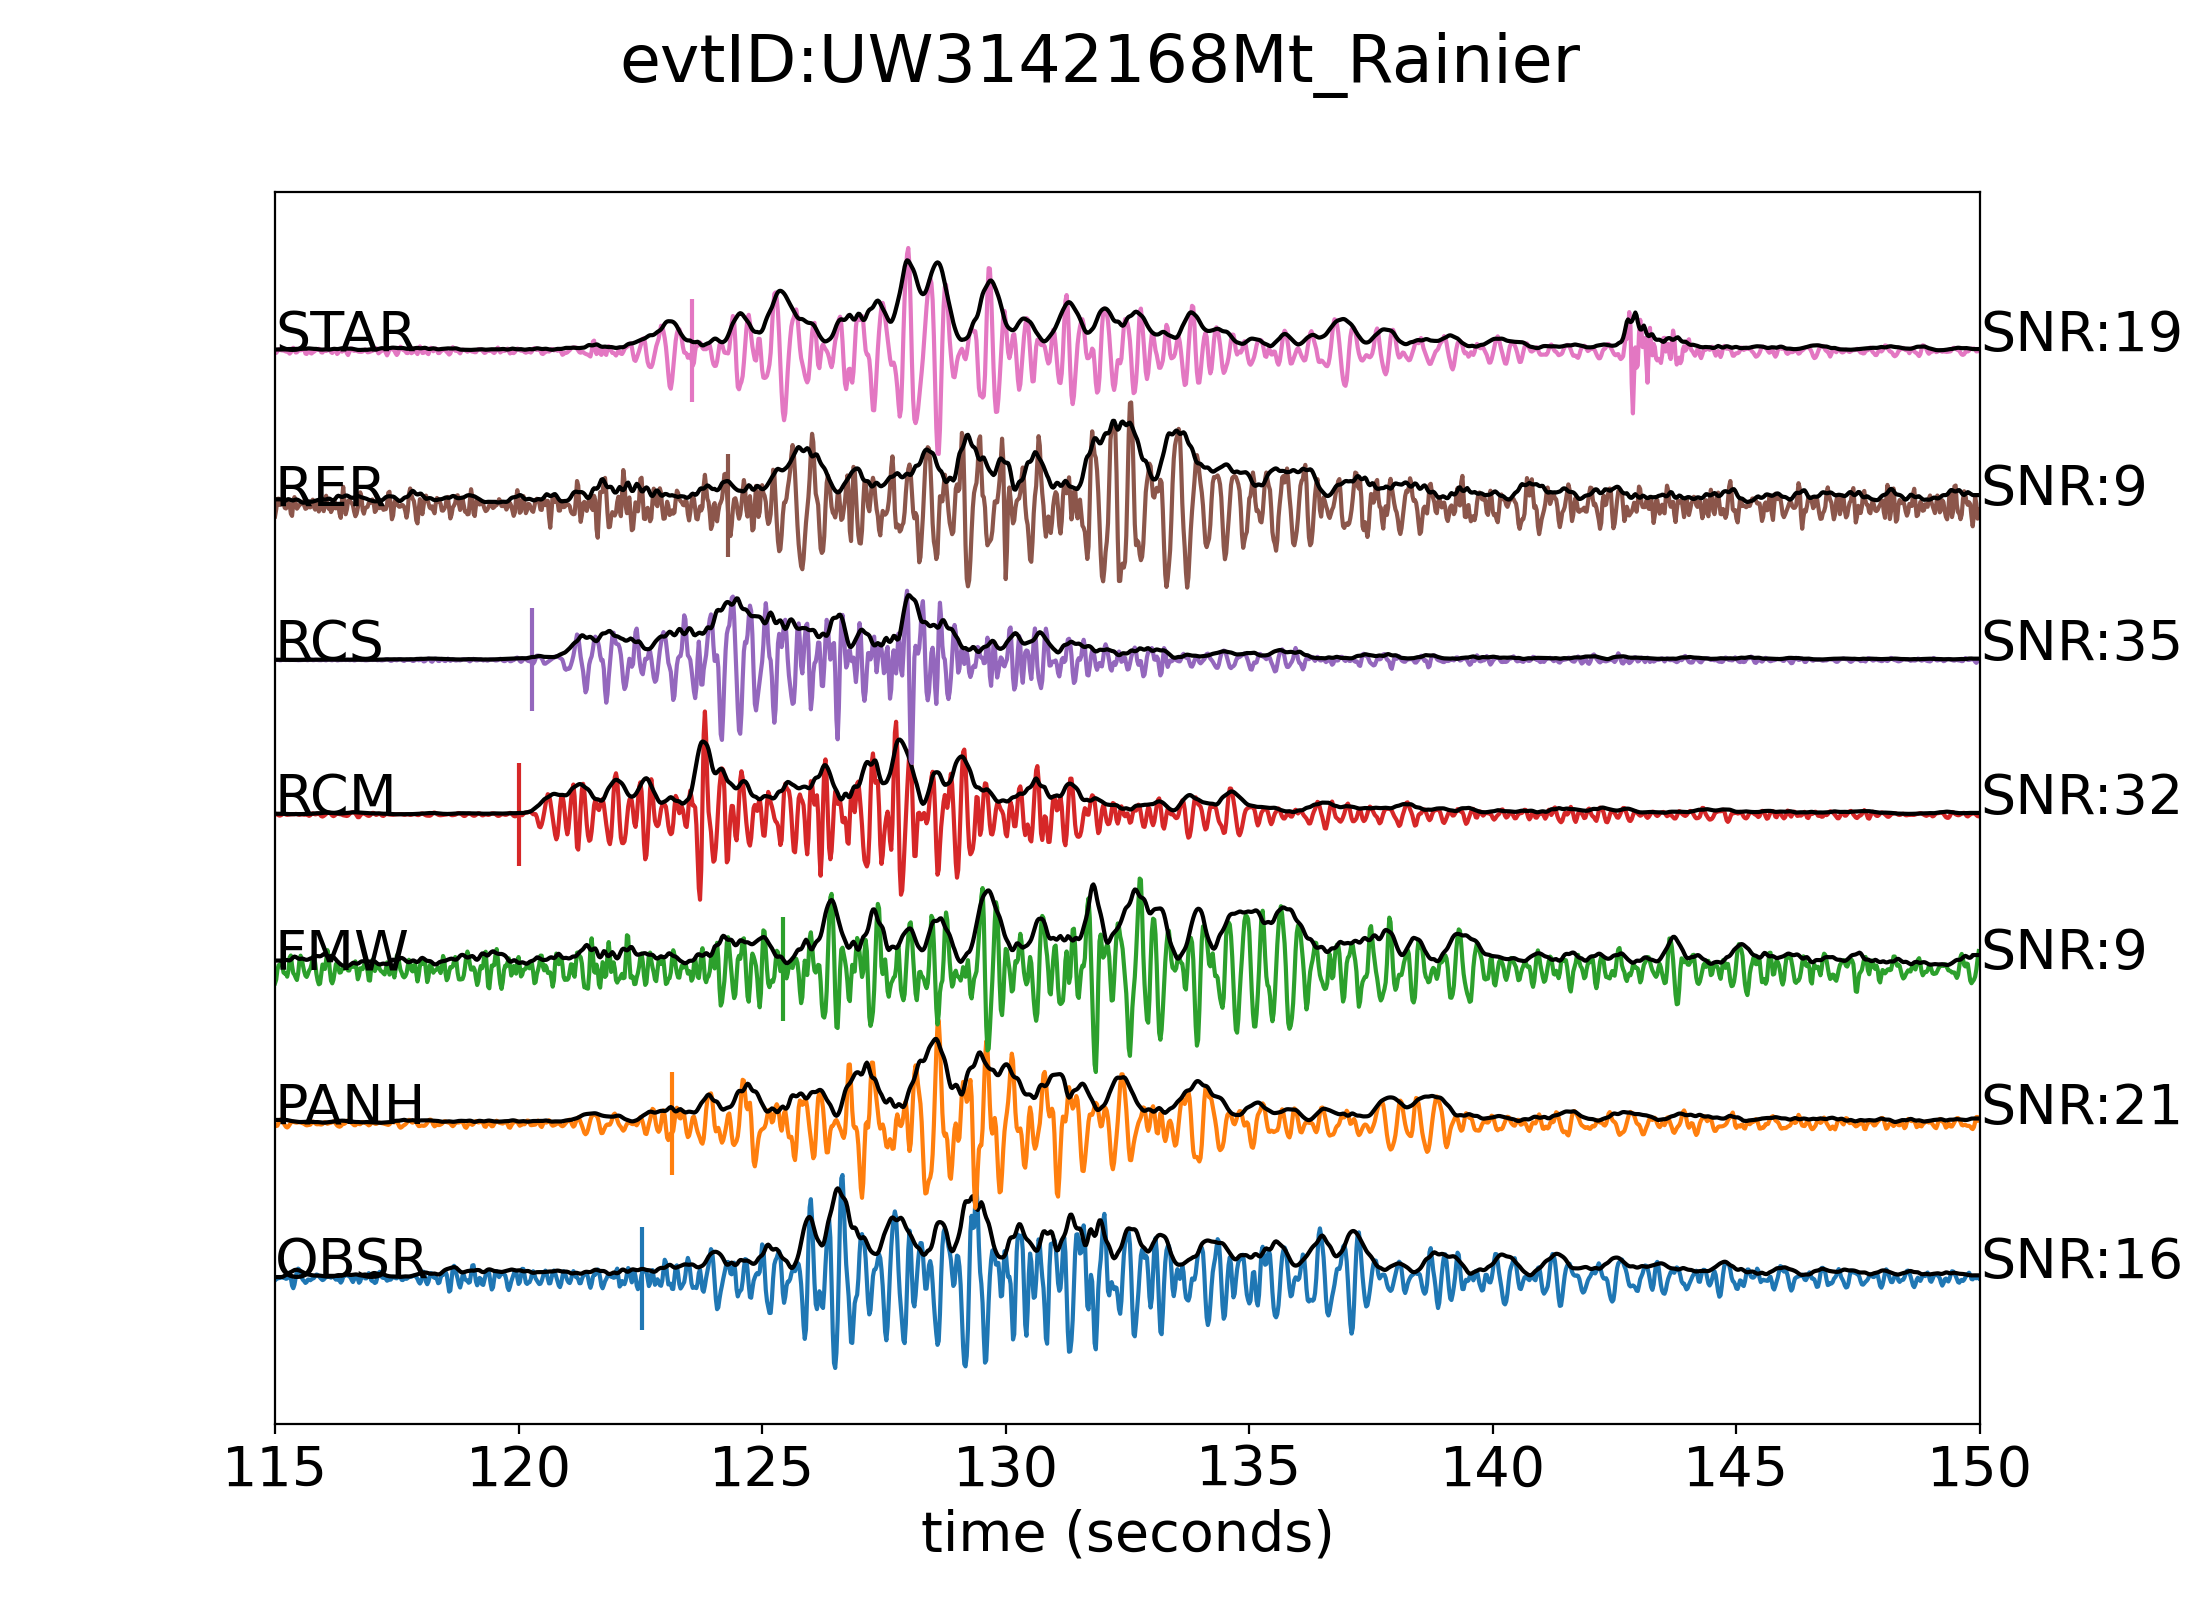 evtID:UW3142168Mt_Rainier
STAR SNR:19
RER SNR:9
RCS SNR:35
RCM SNR:32
FMW SNR:9
PANH SNR:21
OBSR SNR:16
115 120 125 130 135 140 145 150
time (seconds)